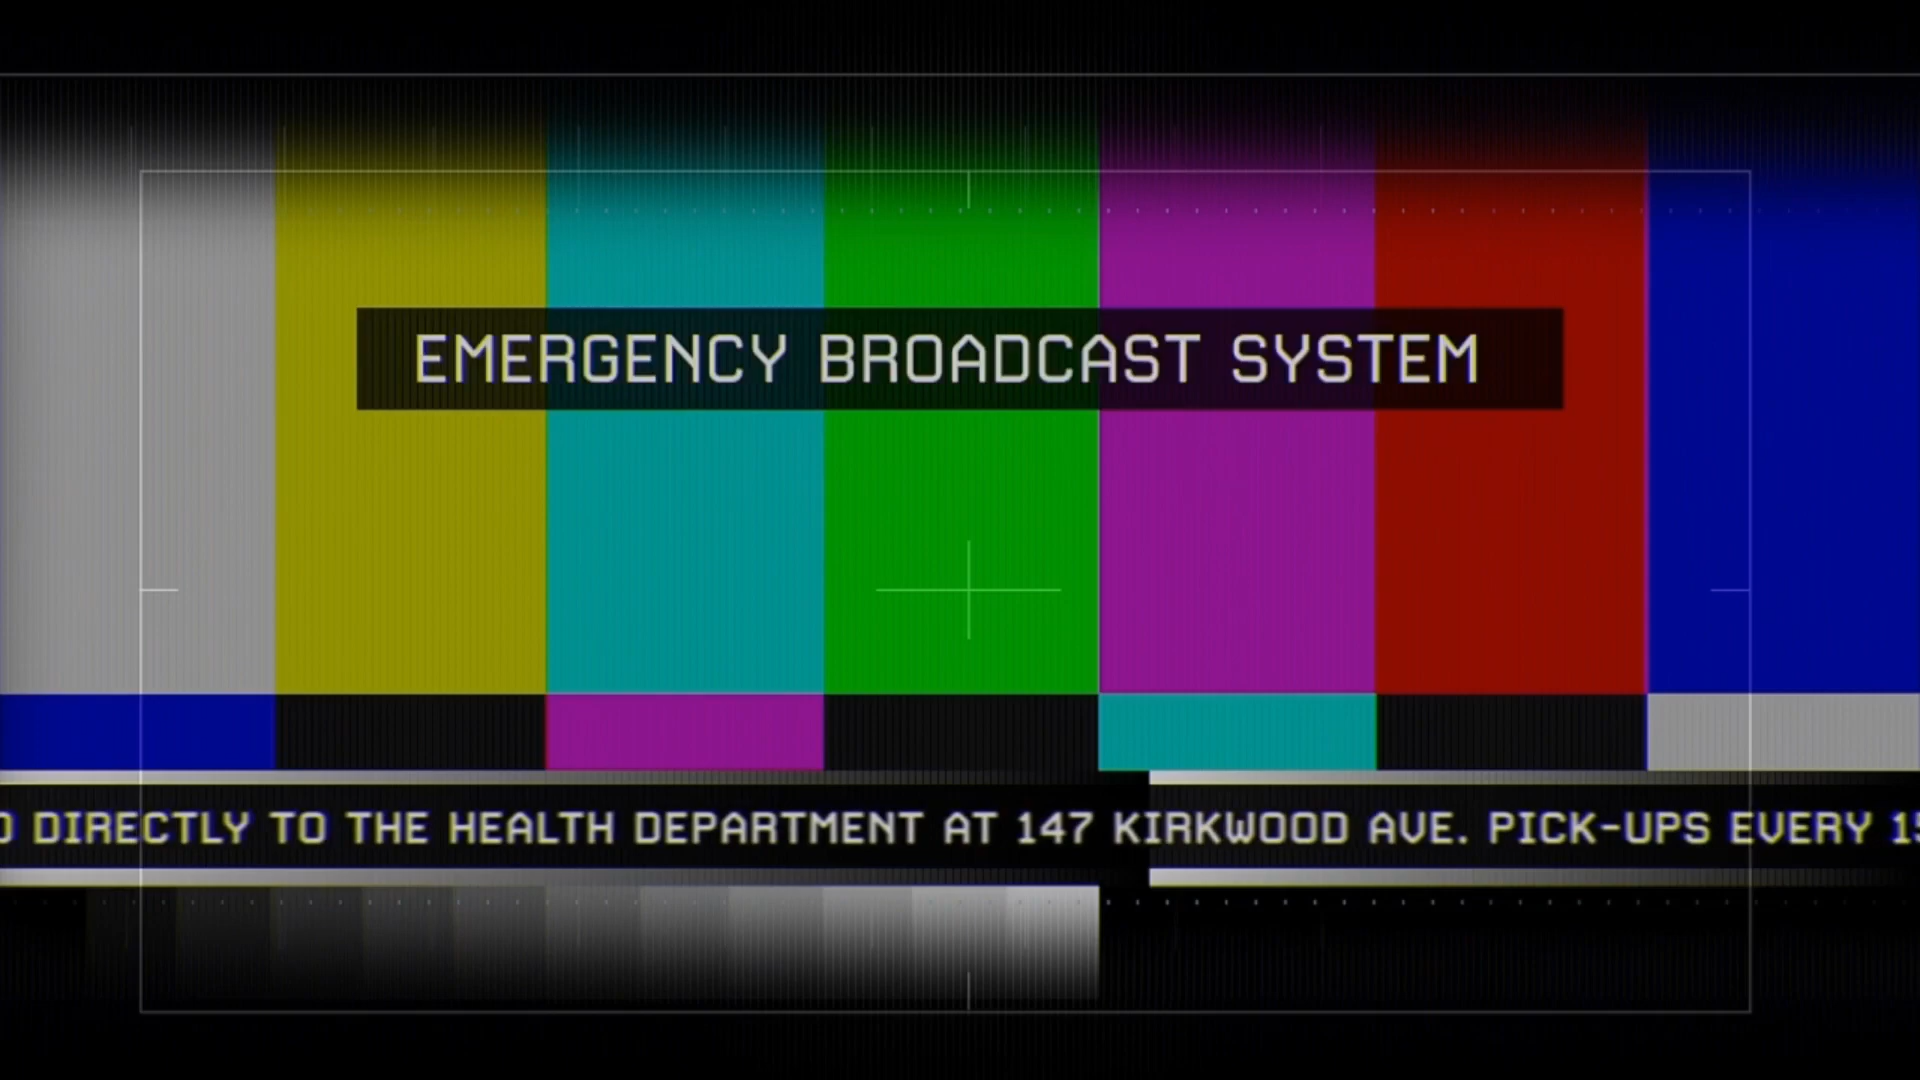 EMERGENCY BROADCAST SYSTEM
DIRECTLY TO THE HEALTH DEPARTMENT AT 147 KIRKWOOD AVE. PICK-UPS EVERY